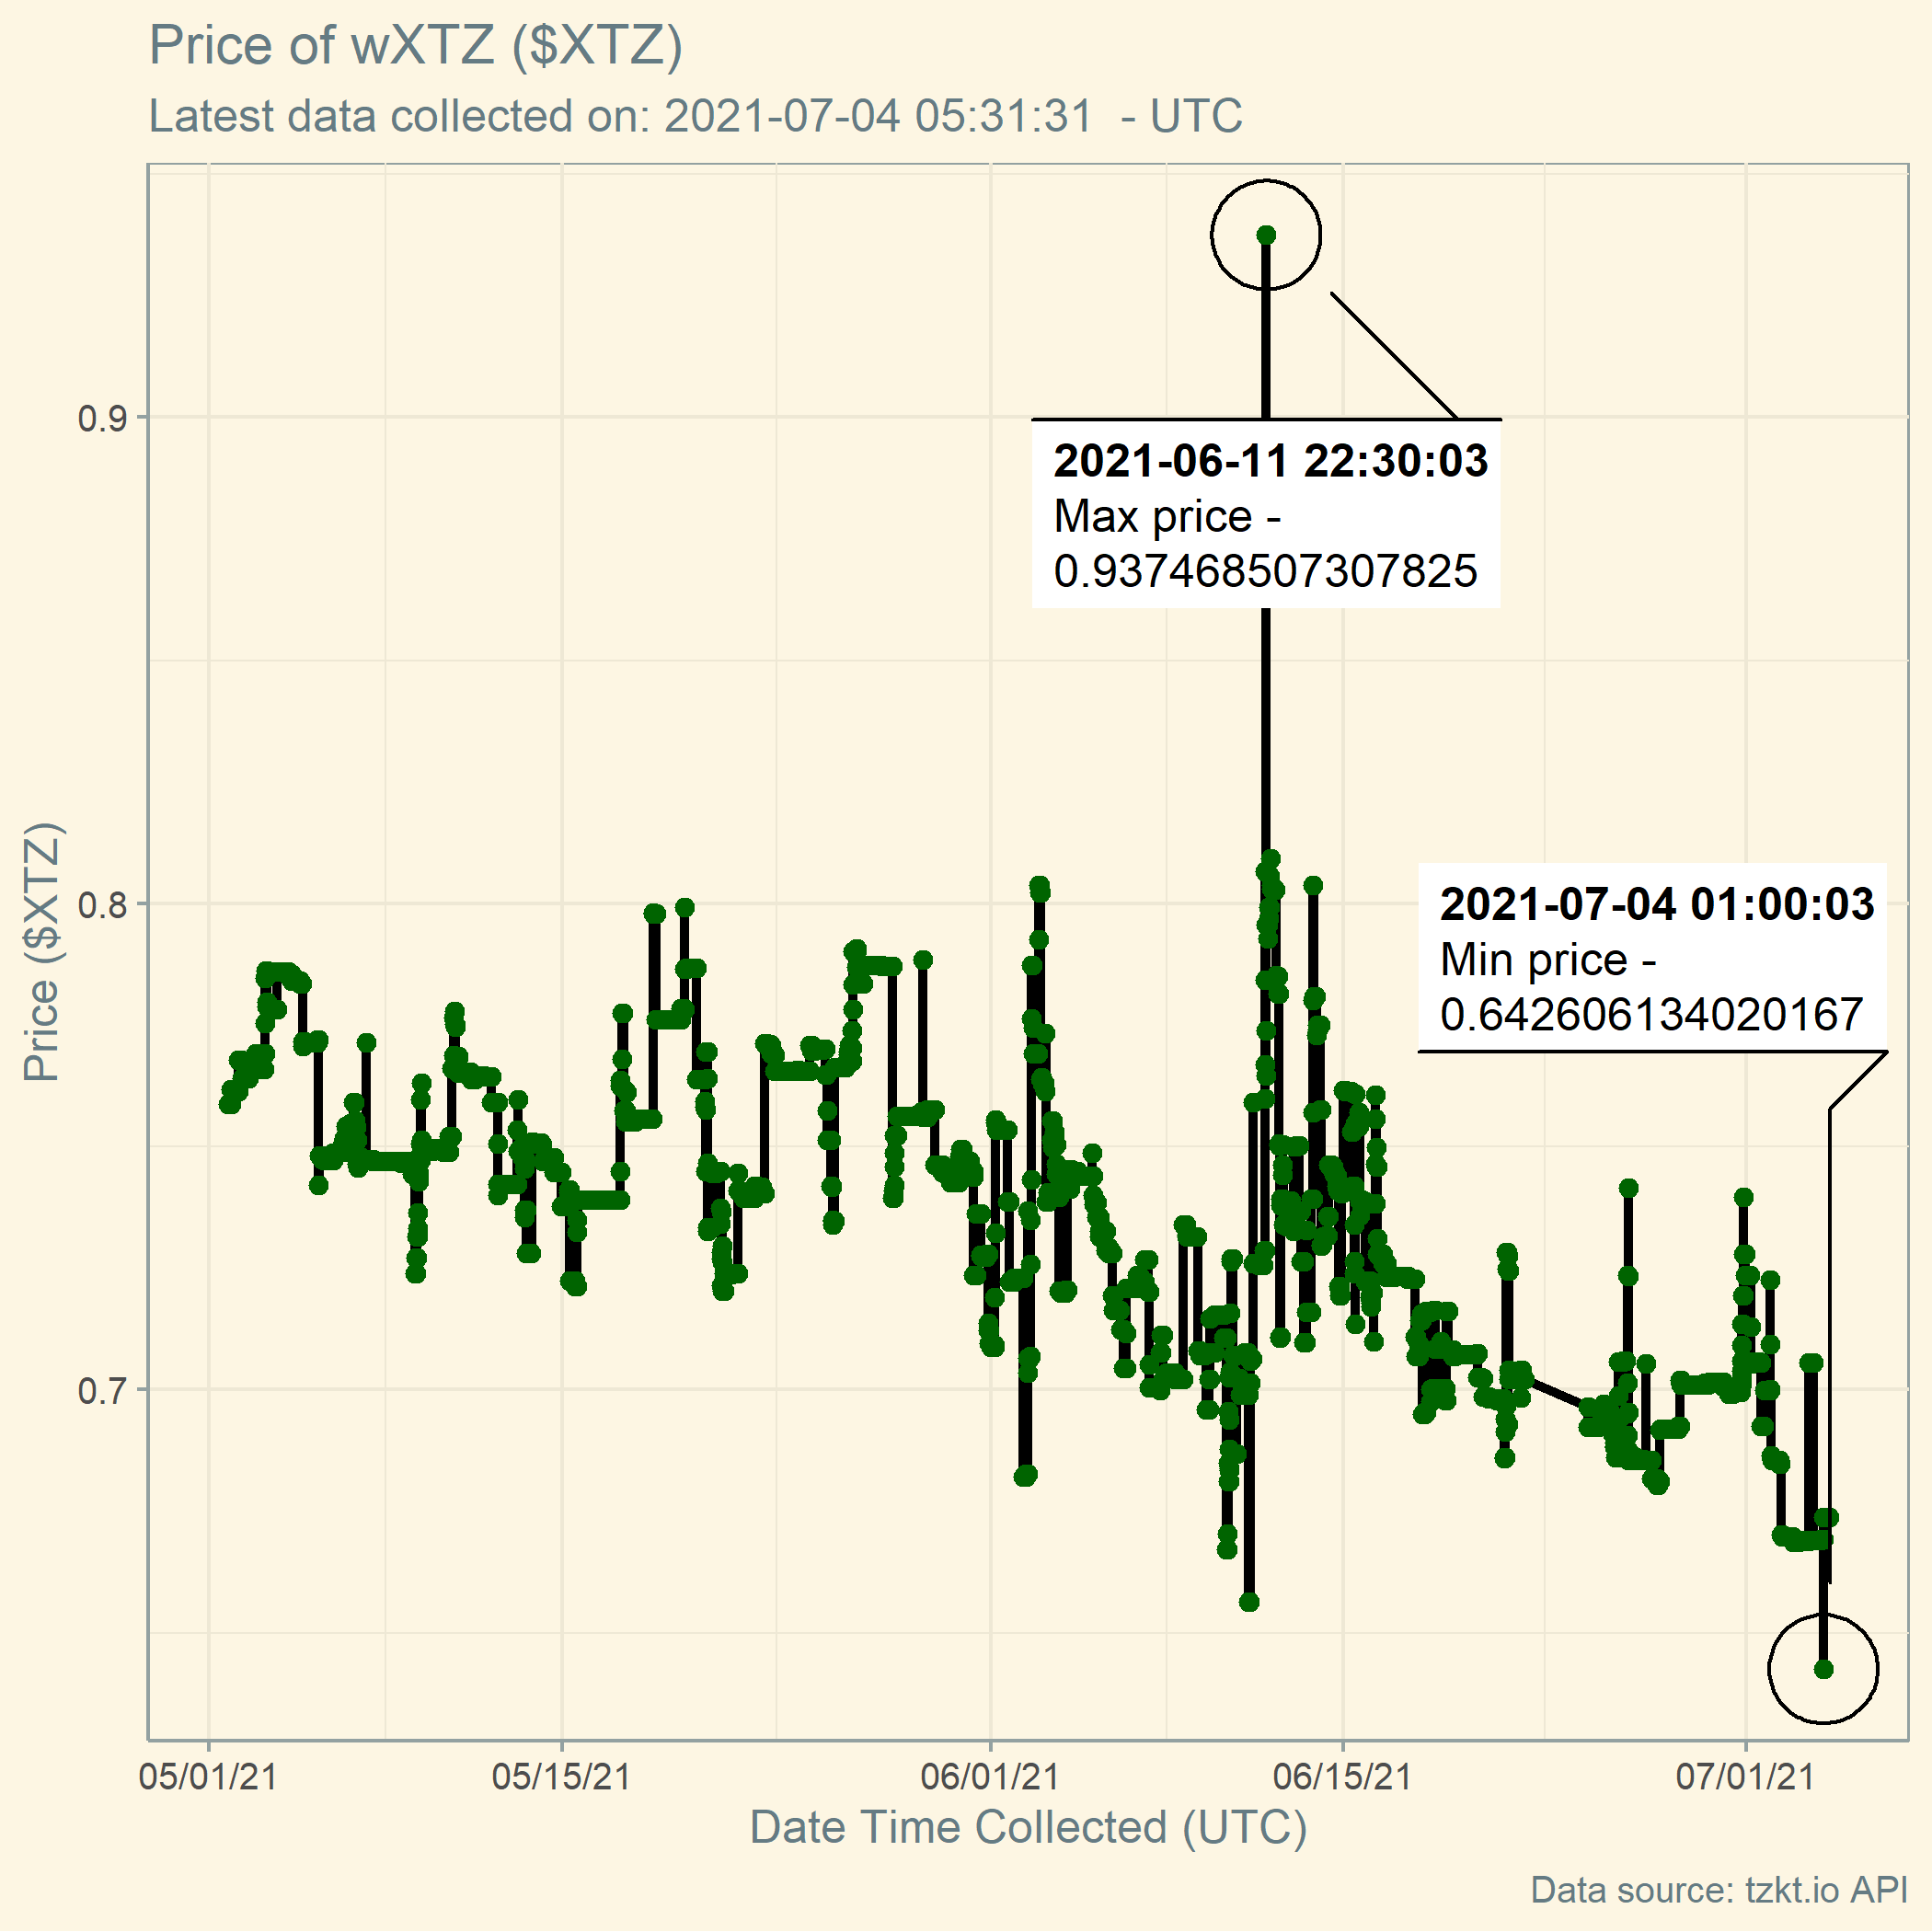 Price of wXTZ ($XTZ)
Latest data collected on: 2021-07-04 05:31:31  - UTC
Price ($XTZ)
0.9
0.8
0.7
2021-06-11 22:30:03
Max price -
0.937468507307825
2021-07-04 01:00:03
Min price -
0.642606134020167
05/01/21
05/15/21
06/01/21
06/15/21
07/01/21
Date Time Collected (UTC)
Data source: tzkt.io API